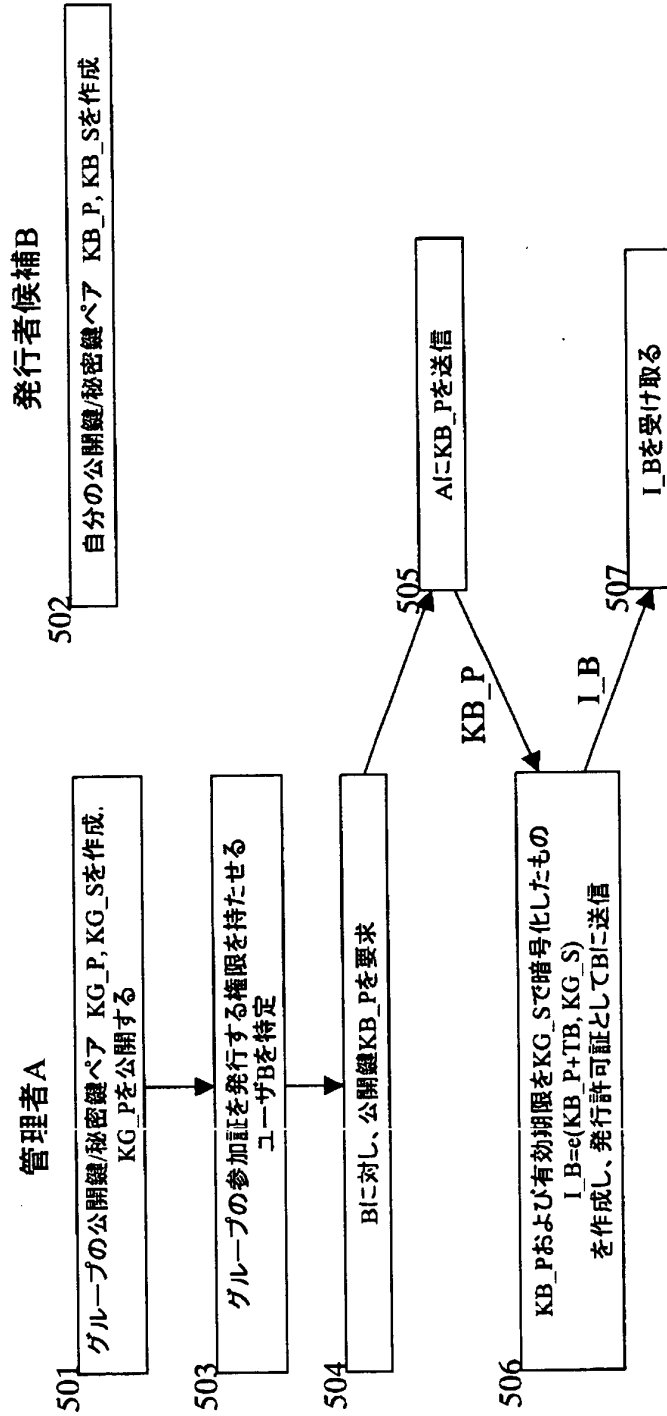 管理者A
発行者候補B
501
グループの公開鍵/秘密鍵ペア KG_P, KG_Sを作成.
KG_Pを公開する
502
自分の公開鍵/秘密鍵ペア KB_P, KB_Sを作成
503
グループの参加証を発行する権限を持たせる
ユーザBを特定
504
Bに対し、公開鍵KB_Pを要求
505
AにKB_Pを送信
KB_P
506
KB_Pおよび有効期限をKG_Sで暗号化したもの
I_B=e(KB_P+TB, KG_S)
を作成し、発行許可証としてBに送信
I_B
507
I_Bを受け取る